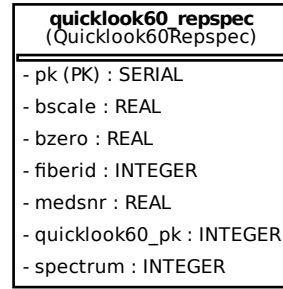 quicklook60_repspec
(Quicklook60Repspec)
- pk (PK) : SERIAL
- bscale : REAL
- bzero : REAL
- fiberid : INTEGER
- medsnr : REAL
- quicklook60_pk : INTEGER
- spectrum : INTEGER